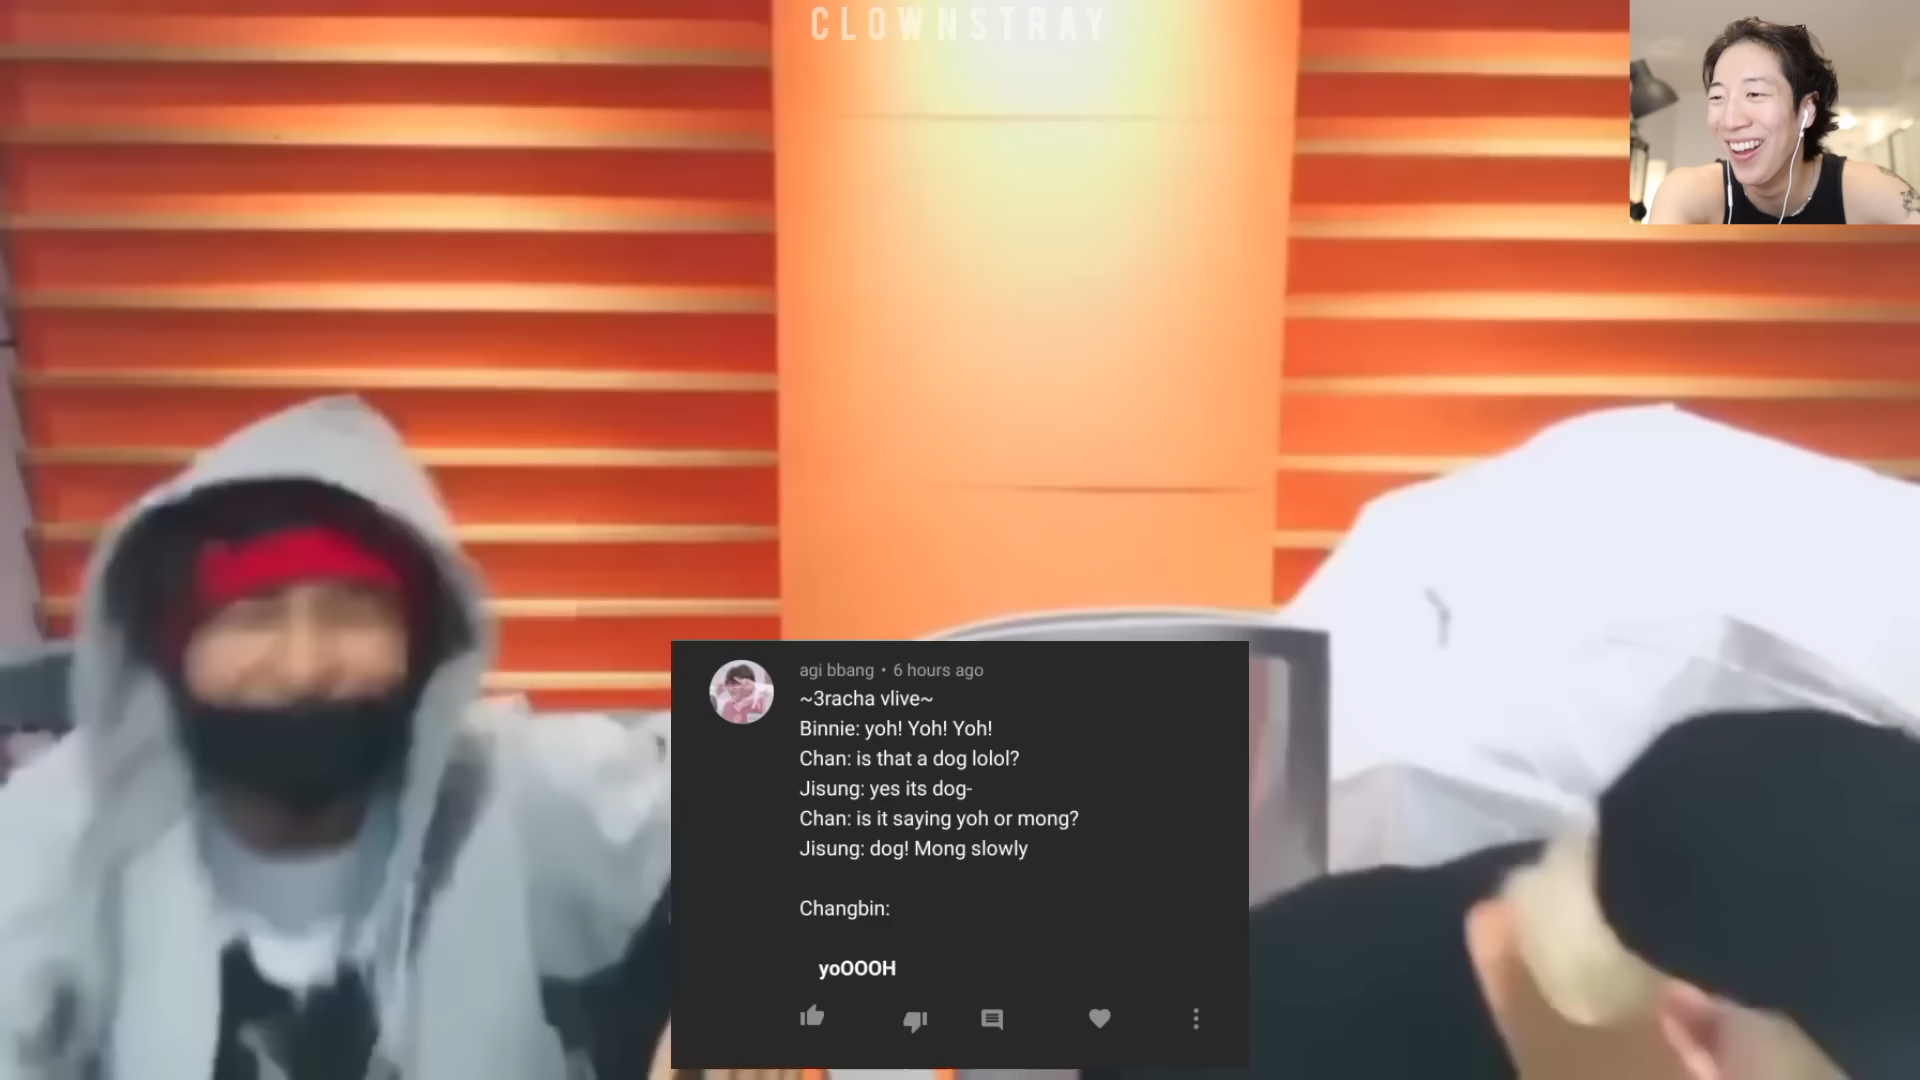 CLOWNSTRAY
agi bbang • 6 hours ago
~3racha vlive~
Binnie: yoh! Yoh! Yoh!
Chan: is that a dog lolol?
Jisung: yes its dog-
Chan: is it saying yoh or mong?
Jisung: dog! Mong slowly
Changbin:
yoOOOH